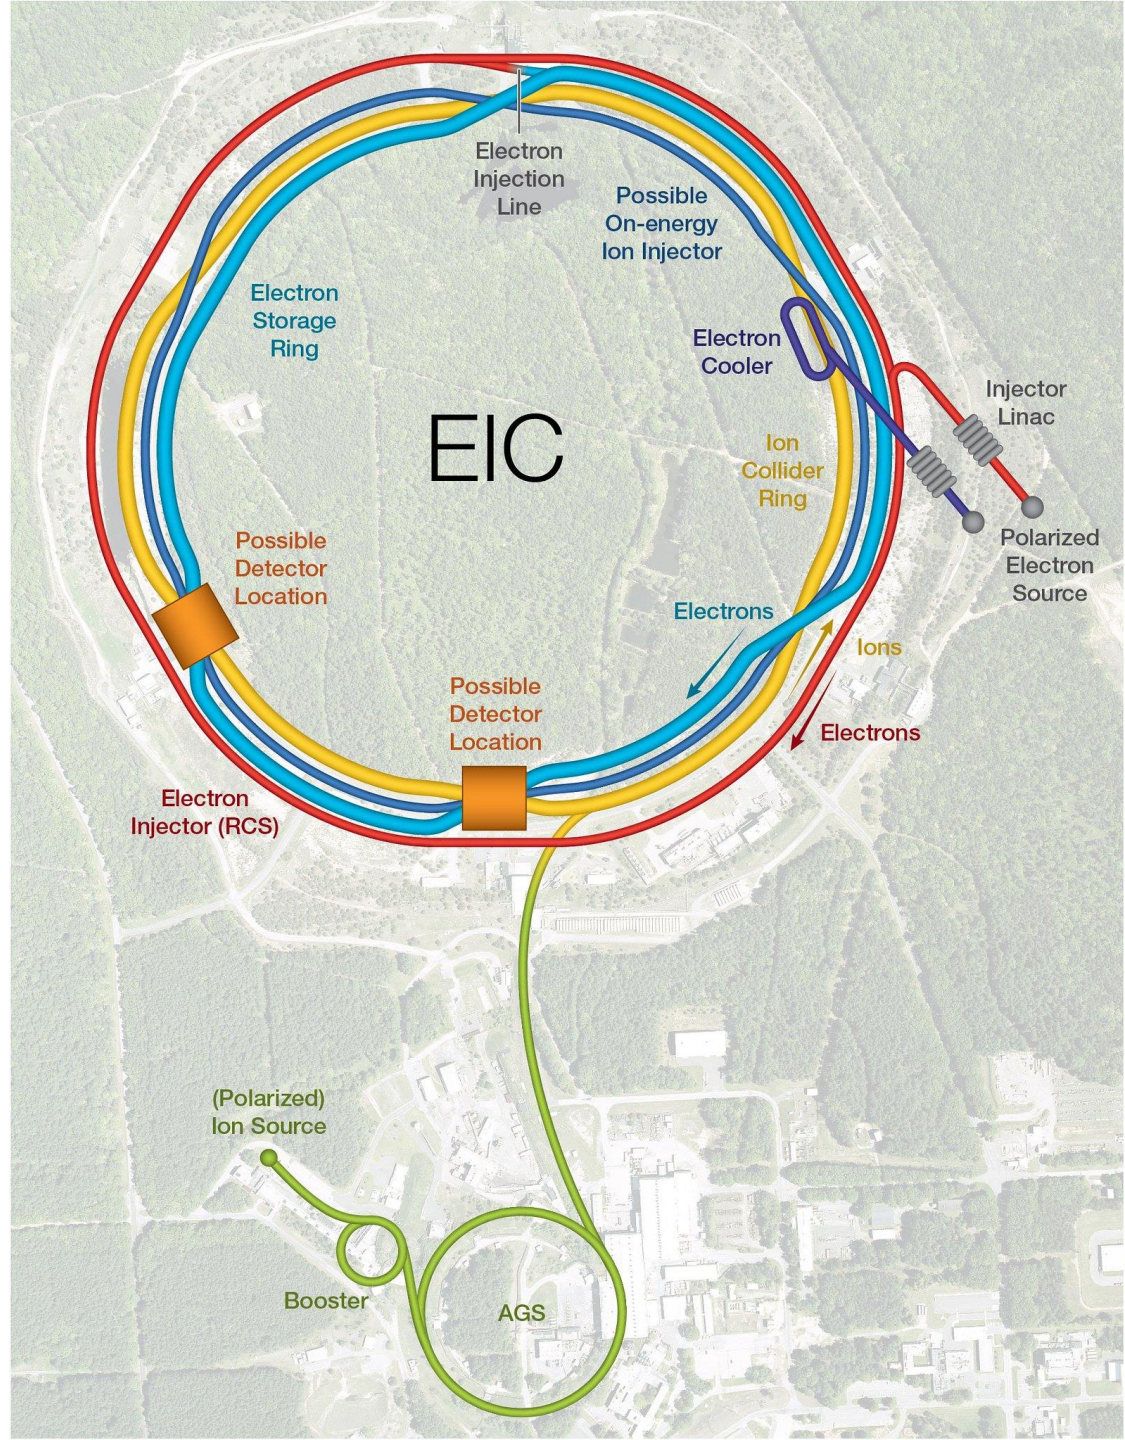 Electron
Injection
Line
Possible
On-energy
Ion Injector
Electron
Storage
Ring
Electron
Cooler
Injector
Linac
EIC
Ion
Collider
Ring
Possible
Detector
Location
Polarized
Electron
Source
Electrons
Ions
Possible
Detector
Location
Electrons
Electron
Injector (RCS)
(Polarized)
Ion Source
Booster
AGS